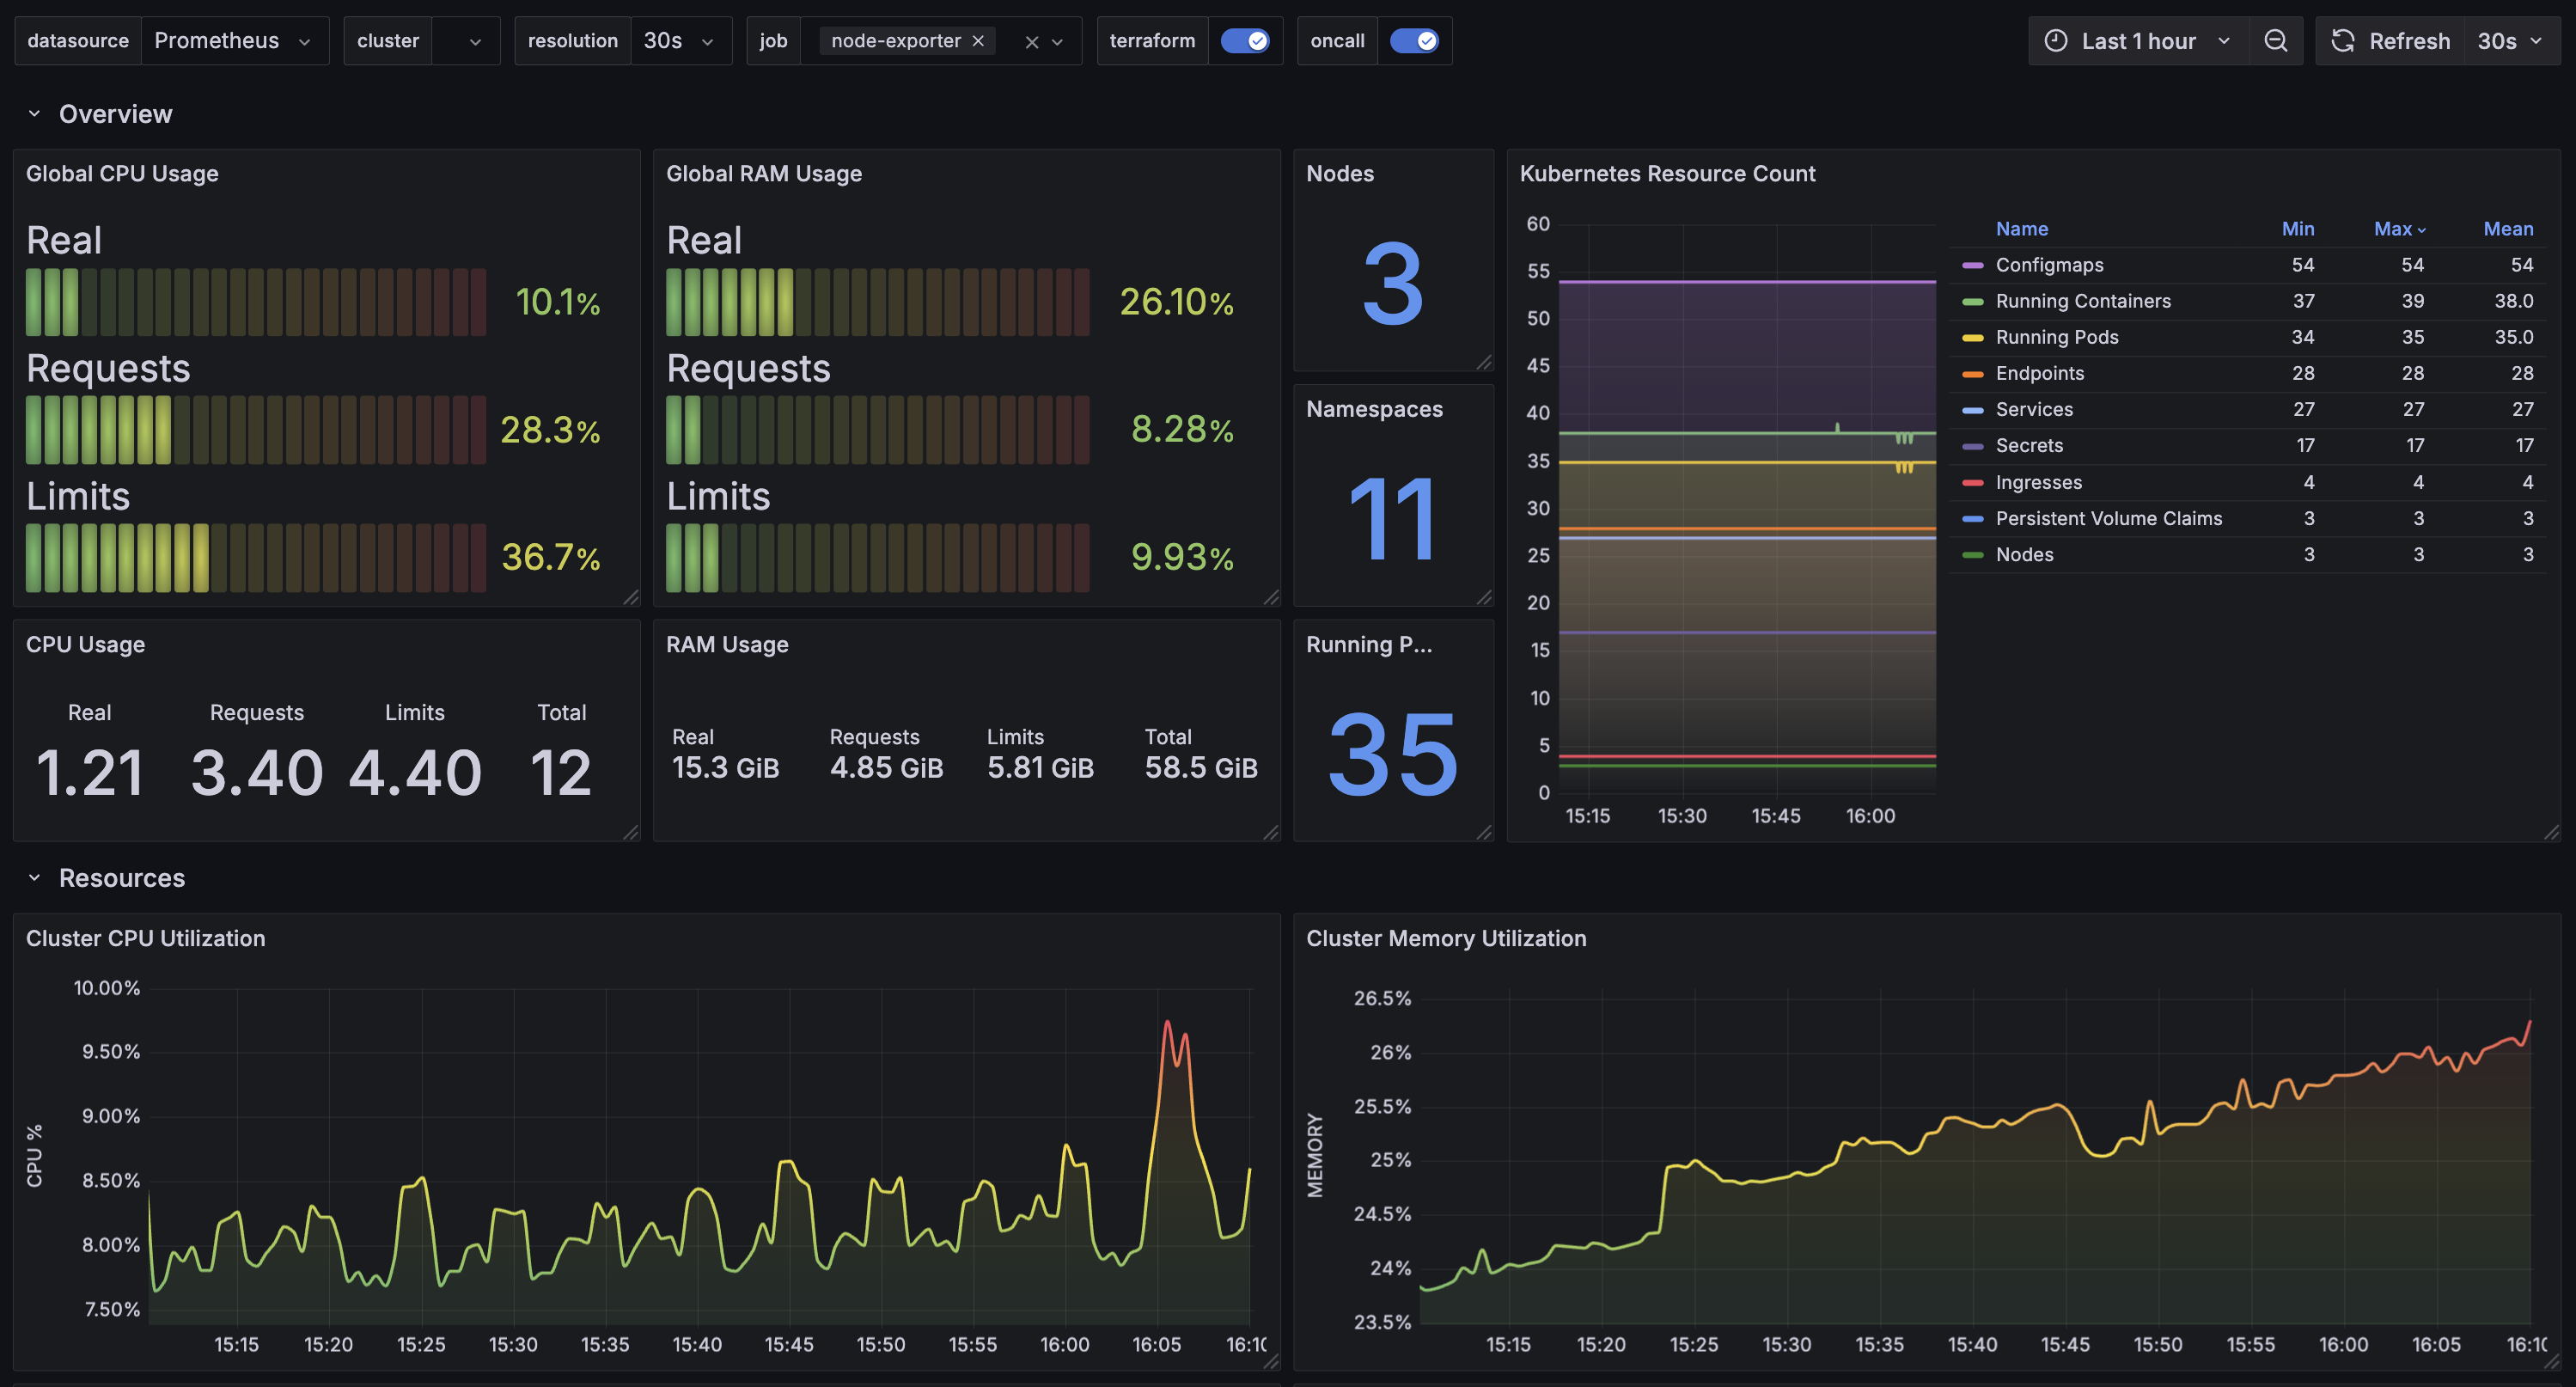 datasource Prometheus cluster resolution 30s job node-exporter terraform oncall Last 1 hour Refresh 30s
Overview
Global CPU Usage
Real
10.1%
Requests
28.3%
Limits
36.7%
Global RAM Usage
Real
26.10%
Requests
8.28%
Limits
9.93%
Nodes
3
Namespaces
11
CPU Usage
Real Requests Limits Total
1.21 3.40 4.40 12
RAM Usage
Real Requests Limits Total
15.3 GiB 4.85 GiB 5.81 GiB 58.5 GiB
Running P...
35
Kubernetes Resource Count
60
55
50
45
40
35
30
25
20
15
10
5
0
15:15 15:30 15:45 16:00
Name Min Max Mean
Configmaps 54 54 54
Running Containers 37 39 38.0
Running Pods 34 35 35.0
Endpoints 28 28 28
Services 27 27 27
Secrets 17 17 17
Ingresses 4 4 4
Persistent Volume Claims 3 3 3
Nodes 3 3 3
Resources
Cluster CPU Utilization
CPU %
10.00%
9.50%
9.00%
8.50%
8.00%
7.50%
15:15 15:20 15:25 15:30 15:35 15:40 15:45 15:50 15:55 16:00 16:05 16:10
Cluster Memory Utilization
MEMORY
26.5%
26%
25.5%
25%
24.5%
24%
23.5%
15:15 15:20 15:25 15:30 15:35 15:40 15:45 15:50 15:55 16:00 16:05 16:10